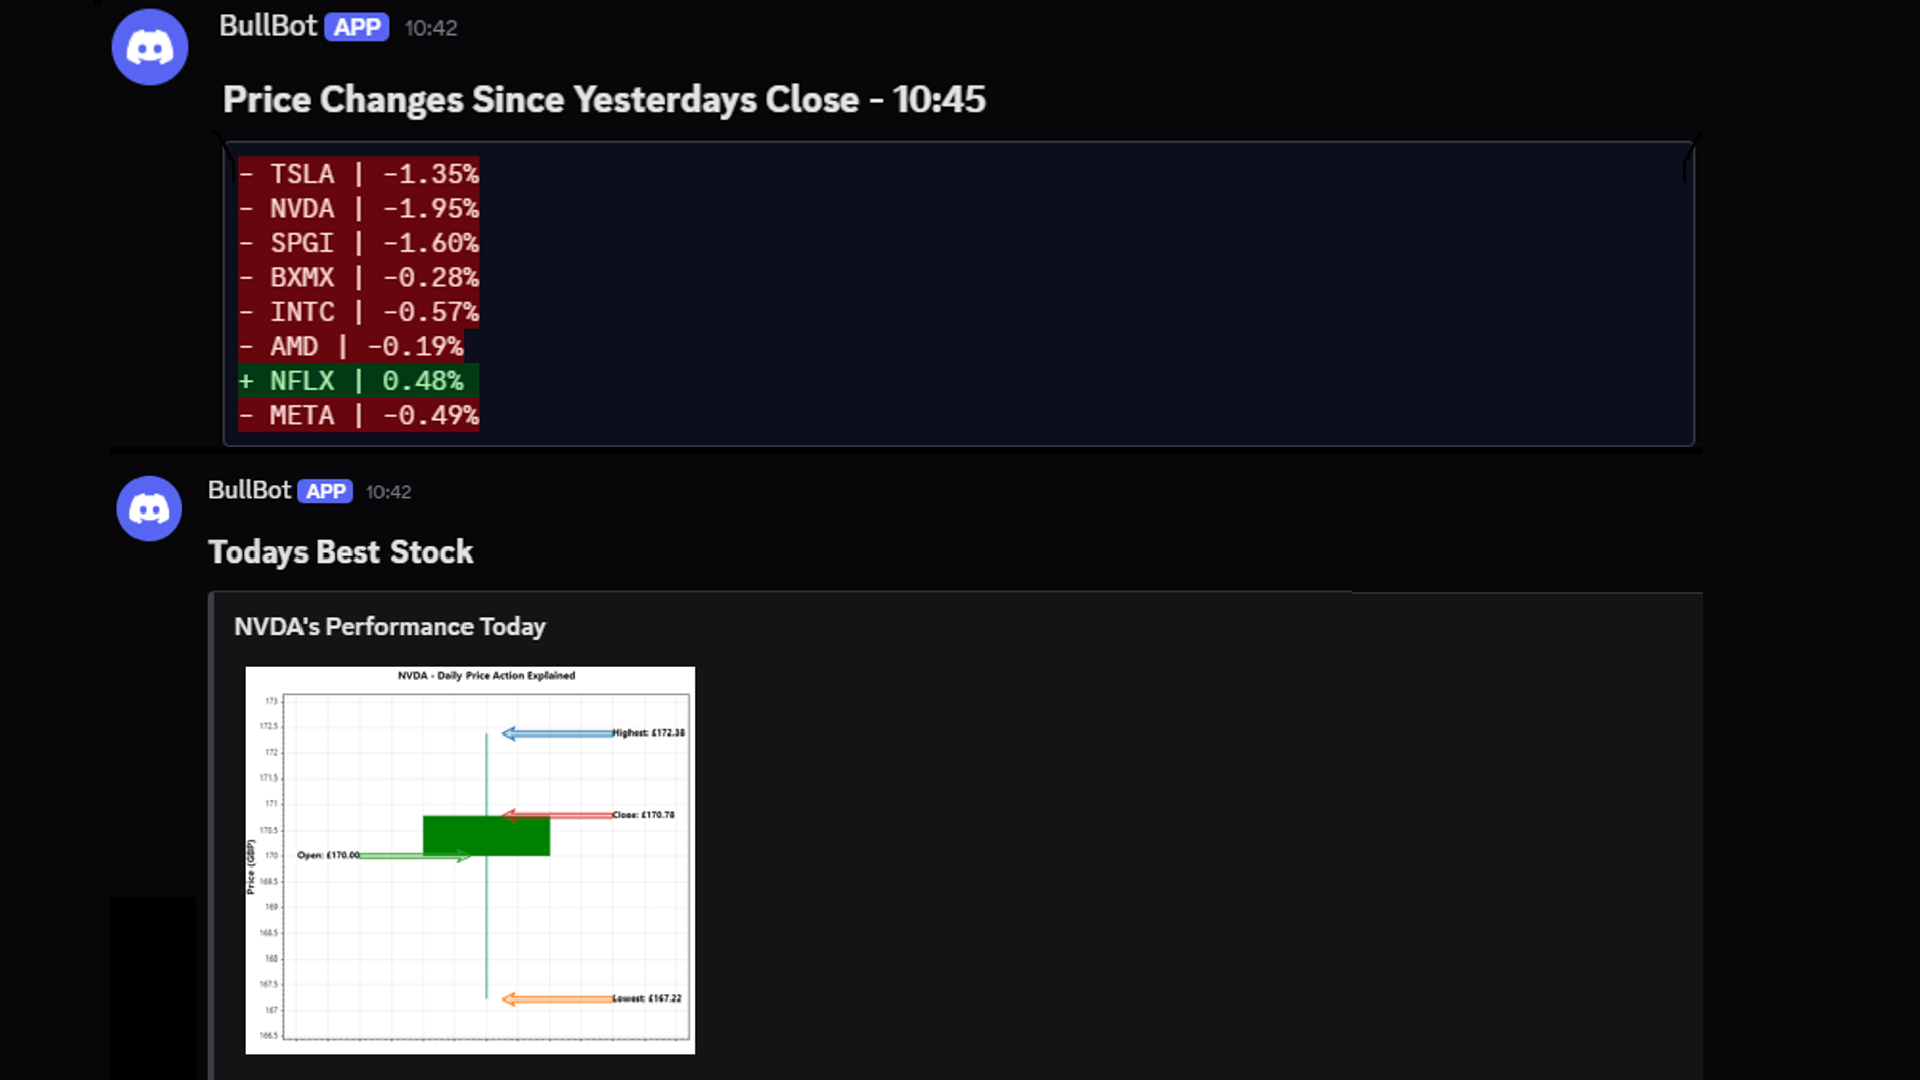 BullBot APP 10:42
Price Changes Since Yesterdays Close - 10:45
- TSLA | -1.35%
- NVDA | -1.95%
- SPGI | -1.60%
- BXMX | -0.28%
- INTC | -0.57%
- AMD | -0.19%
+ NFLX | 0.48%
- META | -0.49%
BullBot APP 10:42
Todays Best Stock
NVDA's Performance Today
NVDA - Daily Price Action Explained
173
172.5
Highest: £172.38
172
171.5
171
Close: £170.78
170.5
170
Open: £170.00
Price (GBP)
169.5
169
168.5
168
167.5
Lowest: £167.22
167
166.5